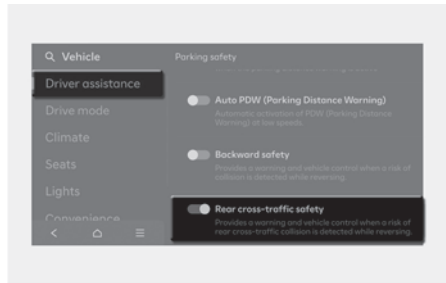 Vehicle
Parking safety
Driver assistance
Drive mode
Auto PDW (Parking Distance Warning)
Automatic activation of PDW (Parking Distance
Warning) at low speeds.
Climate
Seats
Backward safety
Provides a warning and vehicle control when a risk of
collision is detected while reversing.
Lights
Convenience
Rear cross-traffic safety
Provides a warning and vehicle control when a risk of
rear cross-traffic collision is detected while reversing.